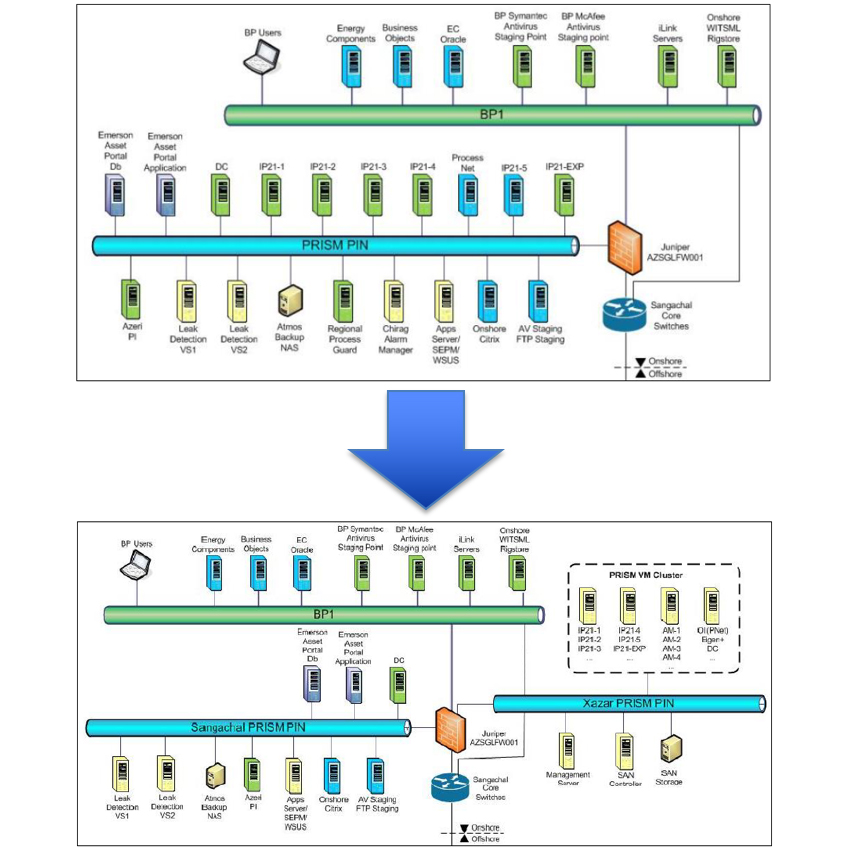 BP Users
Energy
Components
Business
Objects
EC
Oracle
BP Symantec
Antivirus
Staging Point
BP McAfee
Antivirus
Staging point
iLink
Servers
Onshore
WITSML
Rigstore
BP1
Emerson
Asset
Portal
Db
Emerson
Asset
Portal
Application
DC
IP21-1
IP21-2
IP21-3
IP21-4
Process
Net
IP21-5
IP21-EXP
PRISM PIN
Juniper
AZSGLFW001
Azeri
PI
Leak
Detection
VS1
Leak
Detection
VS2
Atmos
Backup
NAS
Regional
Process
Guard
Chirag
Alarm
Manager
Apps
Server/
SEPM/
WSUS
Onshore
Citrix
AV Staging
FTP Staging
Sangachal
Core
Switches
Onshore
Offshore
BP Users
Energy
Components
Business
Objects
EC
Oracle
BP Symantec
Antivirus
Staging Point
BP McAfee
Antivirus
Staging point
iLink
Servers
Onshore
WITSML
Rigstore
BP1
PRISM VM Cluster
IP21-1
IP21-2
IP21-3
...
IP21-4
IP21-5
IP21-EXP
...
AM-1
AM-2
AM-3
AM-4
...
OI(PNet)
Eigen+
DC
...
Emerson
Asset
Portal
Db
Emerson
Asset
Portal
Application
DC
Sangachal PRISM PIN
Juniper
AZSGLFW001
Xazar PRISM PIN
Leak
Detection
VS1
Leak
Detection
VS2
Atmos
Backup
NAS
Azeri
PI
Apps
Server/
SEPM/
WSUS
Onshore
Citrix
AV Staging
FTP Staging
Sangachal
Core
Switches
Management
Server
SAN
Controller
SAN
Storage
Onshore
Offshore